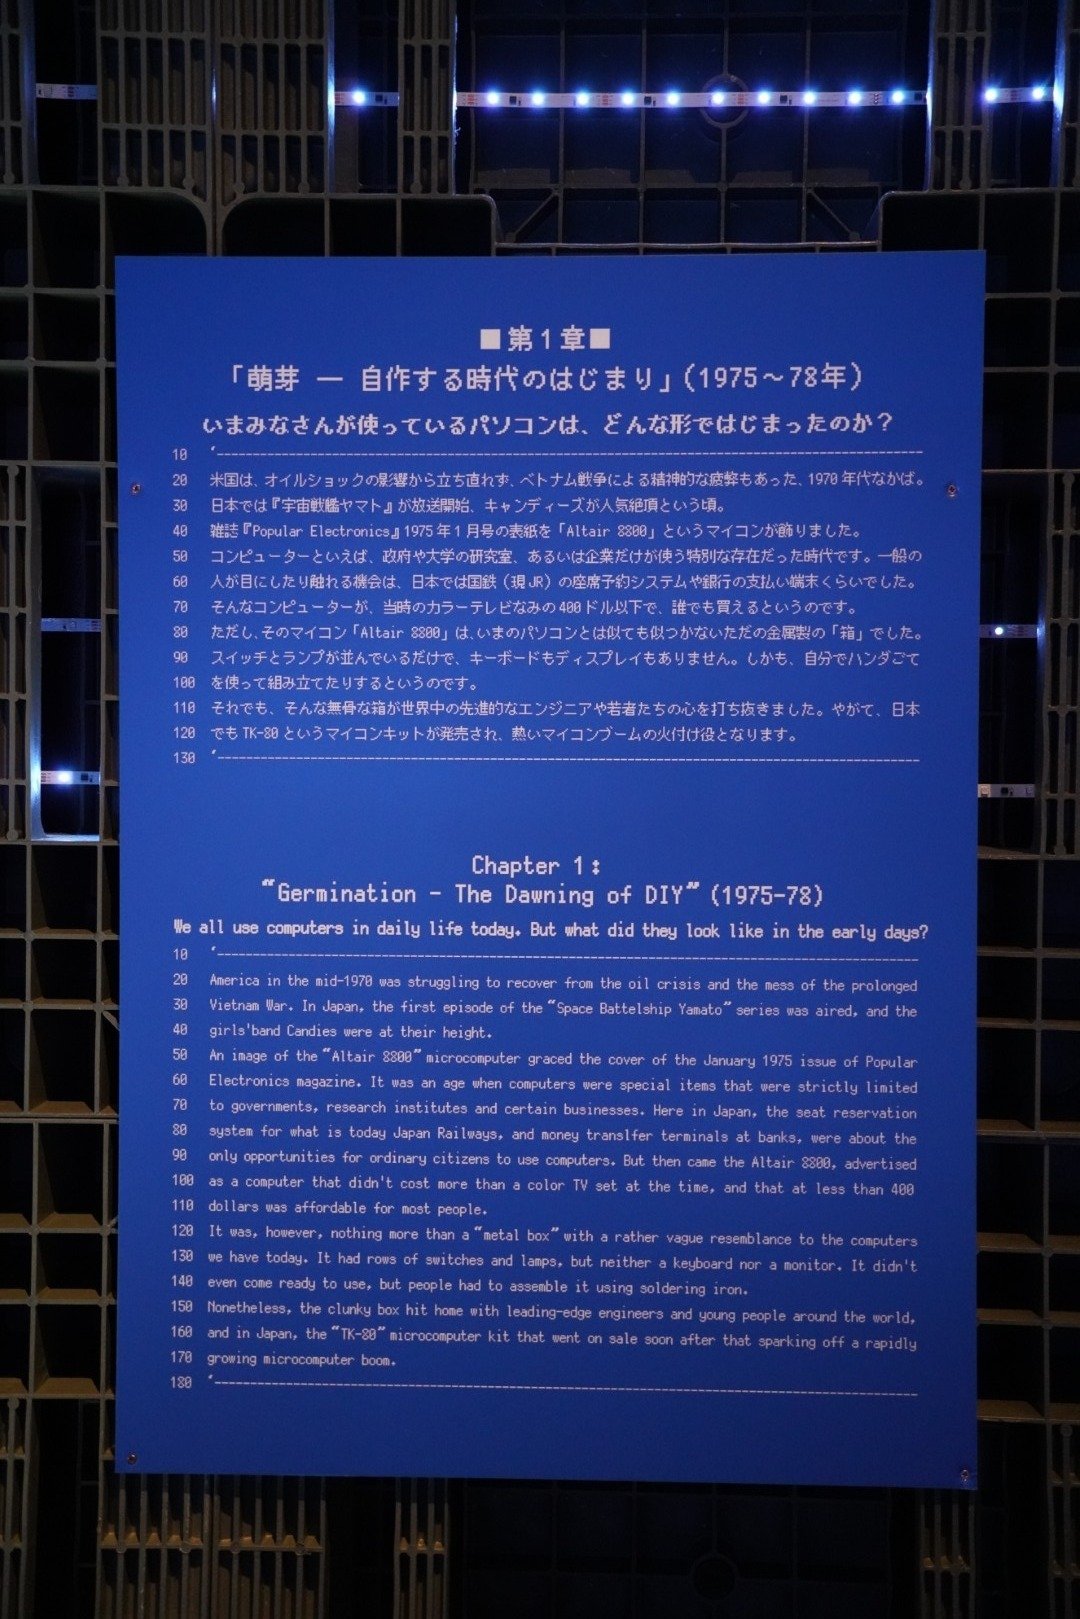 ■第1章■
「萌芽 — 自作する時代のはじまり」(1975〜78年)
いまみなさんが使っているパソコンは、どんな形ではじまったのか?
10 '------------------------------------------------------------
20 米国は、オイルショックの影響から立ち直れず、ベトナム戦争による精神的な疲弊もあった、1970年代なかば。
30 日本では『宇宙戦艦ヤマト』が放送開始、キャンディーズが人気絶頂という頃。
40 雑誌『Popular Electronics』1975年1月号の表紙を「Altair 8800」というマイコンが飾りました。
50 コンピューターといえば、政府や大学の研究室、あるいは企業だけが使う特別な存在だった時代です。一般の
60 人が目にしたり触れる機会は、日本では国鉄(現JR)の座席予約システムや銀行の支払い端末くらいでした。
70 そんなコンピューターが、当時のカラーテレビなみの400ドル以下で、誰でも買えるというのです。
80 ただし、そのマイコン「Altair 8800」は、いまのパソコンとは似ても似つかないただの金属製の「箱」でした。
90 スイッチとランプが並んでいるだけで、キーボードもディスプレイもありません。しかも、自分でハンダごて
100 を使って組み立てたりするというのです。
110 それでも、そんな無骨な箱が世界中の先進的なエンジニアや若者たちの心を打ち抜きました。やがて、日本
120 でもTK-80というマイコンキットが発売され、熱いマイコンブームの火付け役となります。
130 '------------------------------------------------------------
Chapter 1:
"Germination - The Dawning of DIY" (1975-78)
We all use computers in daily life today. But what did they look like in the early days?
10 '------------------------------------------------------------
20 America in the mid-1970 was struggling to recover from the oil crisis and the mess of the prolonged
30 Vietnam War. In Japan, the first episode of the "Space Battelship Yamato" series was aired, and the
40 girls'band Candies were at their height.
50 An image of the "Altair 8800" microcomputer graced the cover of the January 1975 issue of Popular
60 Electronics magazine. It was an age when computers were special items that were strictly limited
70 to governments, research institutes and certain businesses. Here in Japan, the seat reservation
80 system for what is today Japan Railways, and money translfer terminals at banks, were about the
90 only opportunities for ordinary citizens to use computers. But then came the Altair 8800, advertised
100 as a computer that didn't cost more than a color TV set at the time, and that at less than 400
110 dollars was affordable for most people.
120 It was, however, nothing more than a "metal box" with a rather vague resemblance to the computers
130 we have today. It had rows of switches and lamps, but neither a keyboard nor a monitor. It didn't
140 even come ready to use, but people had to assemble it using soldering iron.
150 Nonetheless, the clunky box hit home with leading-edge engineers and young people around the world,
160 and in Japan, the "TK-80" microcomputer kit that went on sale soon after that sparking off a rapidly
170 growing microcomputer boom.
180 '------------------------------------------------------------